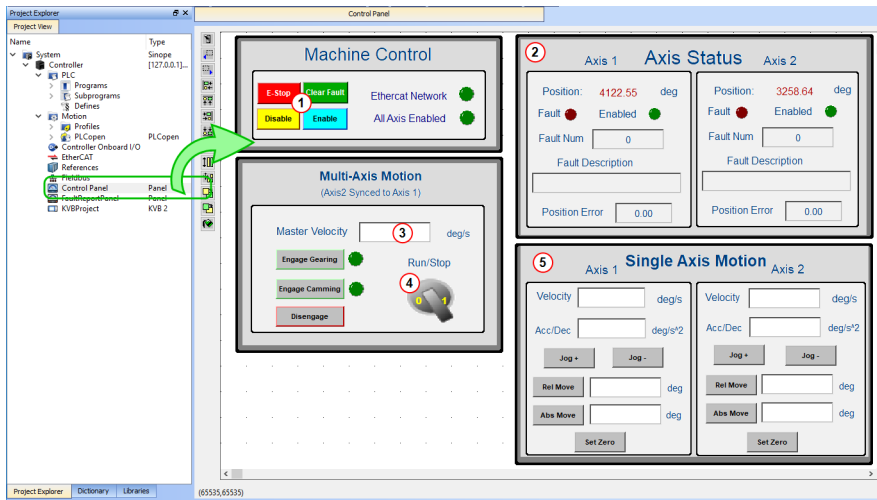 Project Explorer
Project View
Name Type
System Sinope
Controller [127.0.0.1]...
PLC
Programs
Subprograms
Defines
Motion
Profiles
PLCopen PLCopen
Controller Onboard I/O
EtherCAT
References
Fieldbus
Control Panel Panel
FaultReportPanel Panel
KVBProject KVB 2
Project Explorer Dictionary Libraries
Control Panel
Machine Control
E-Stop Clear Fault
1
Disable Enable
Ethercat Network
All Axis Enabled
Multi-Axis Motion
(Axis2 Synced to Axis 1)
Master Velocity 3 deg/s
Engage Gearing
Run/Stop
Engage Camming
4
0 1
Disengage
2
Axis 1 Axis Status Axis 2
Position: 4122.55 deg
Fault Enabled
Fault Num 0
Fault Description
Position Error 0.00
Position: 3258.64 deg
Fault Enabled
Fault Num 0
Fault Description
Position Error 0.00
5
Axis 1 Single Axis Motion Axis 2
Velocity deg/s
Acc/Dec deg/s^2
Jog + Jog -
Rel Move deg
Abs Move deg
Set Zero
Velocity deg/s
Acc/Dec deg/s^2
Jog + Jog -
Rel Move deg
Abs Move deg
Set Zero
(65535,65535)